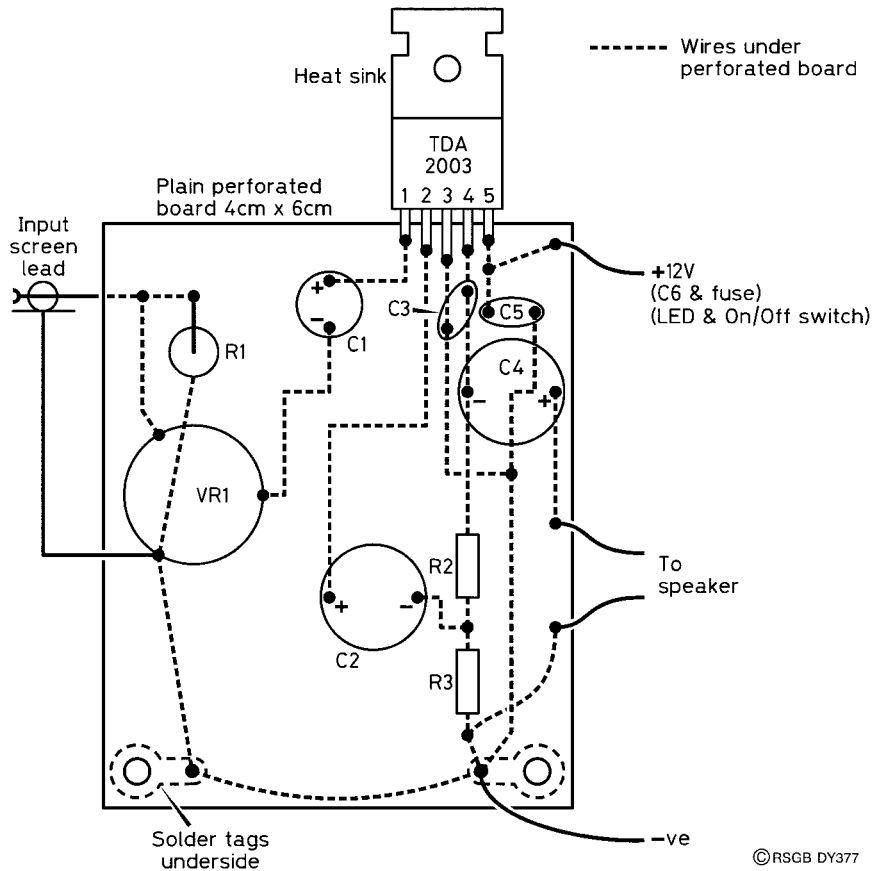 Wires under
perforated board
Heat sink
TDA
2003
1 2 3 4 5
Plain perforated
board 4cm x 6cm
Input
screen
lead
+12V
(C6 & fuse)
(LED & On/Off switch)
+
-
C1
C3
C5
R1
C4
- +
VR1
R2
To
speaker
+ -
C2
R3
Solder tags
underside
-ve
©RSGB DY377